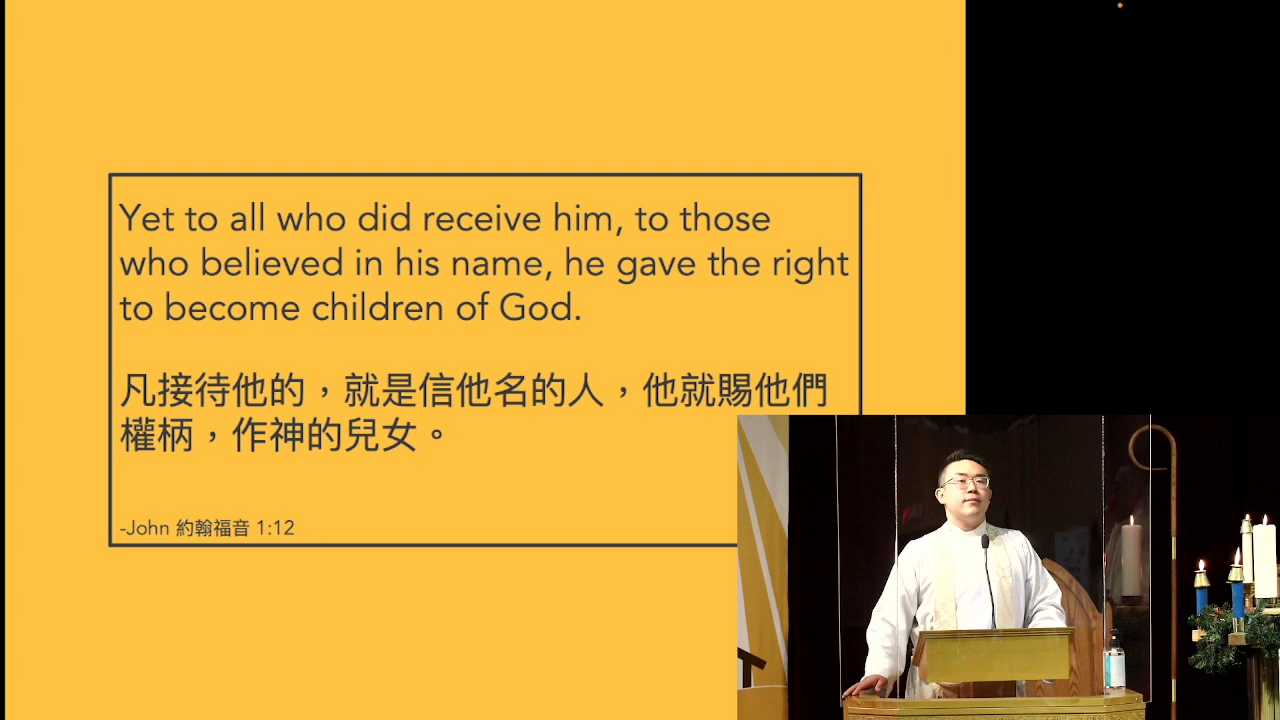 Yet to all who did receive him, to those
who believed in his name, he gave the right
to become children of God.
凡接待他的，就是信他名的人，他就賜他們
權柄，作神的兒女。
-John 約翰福音 1:12